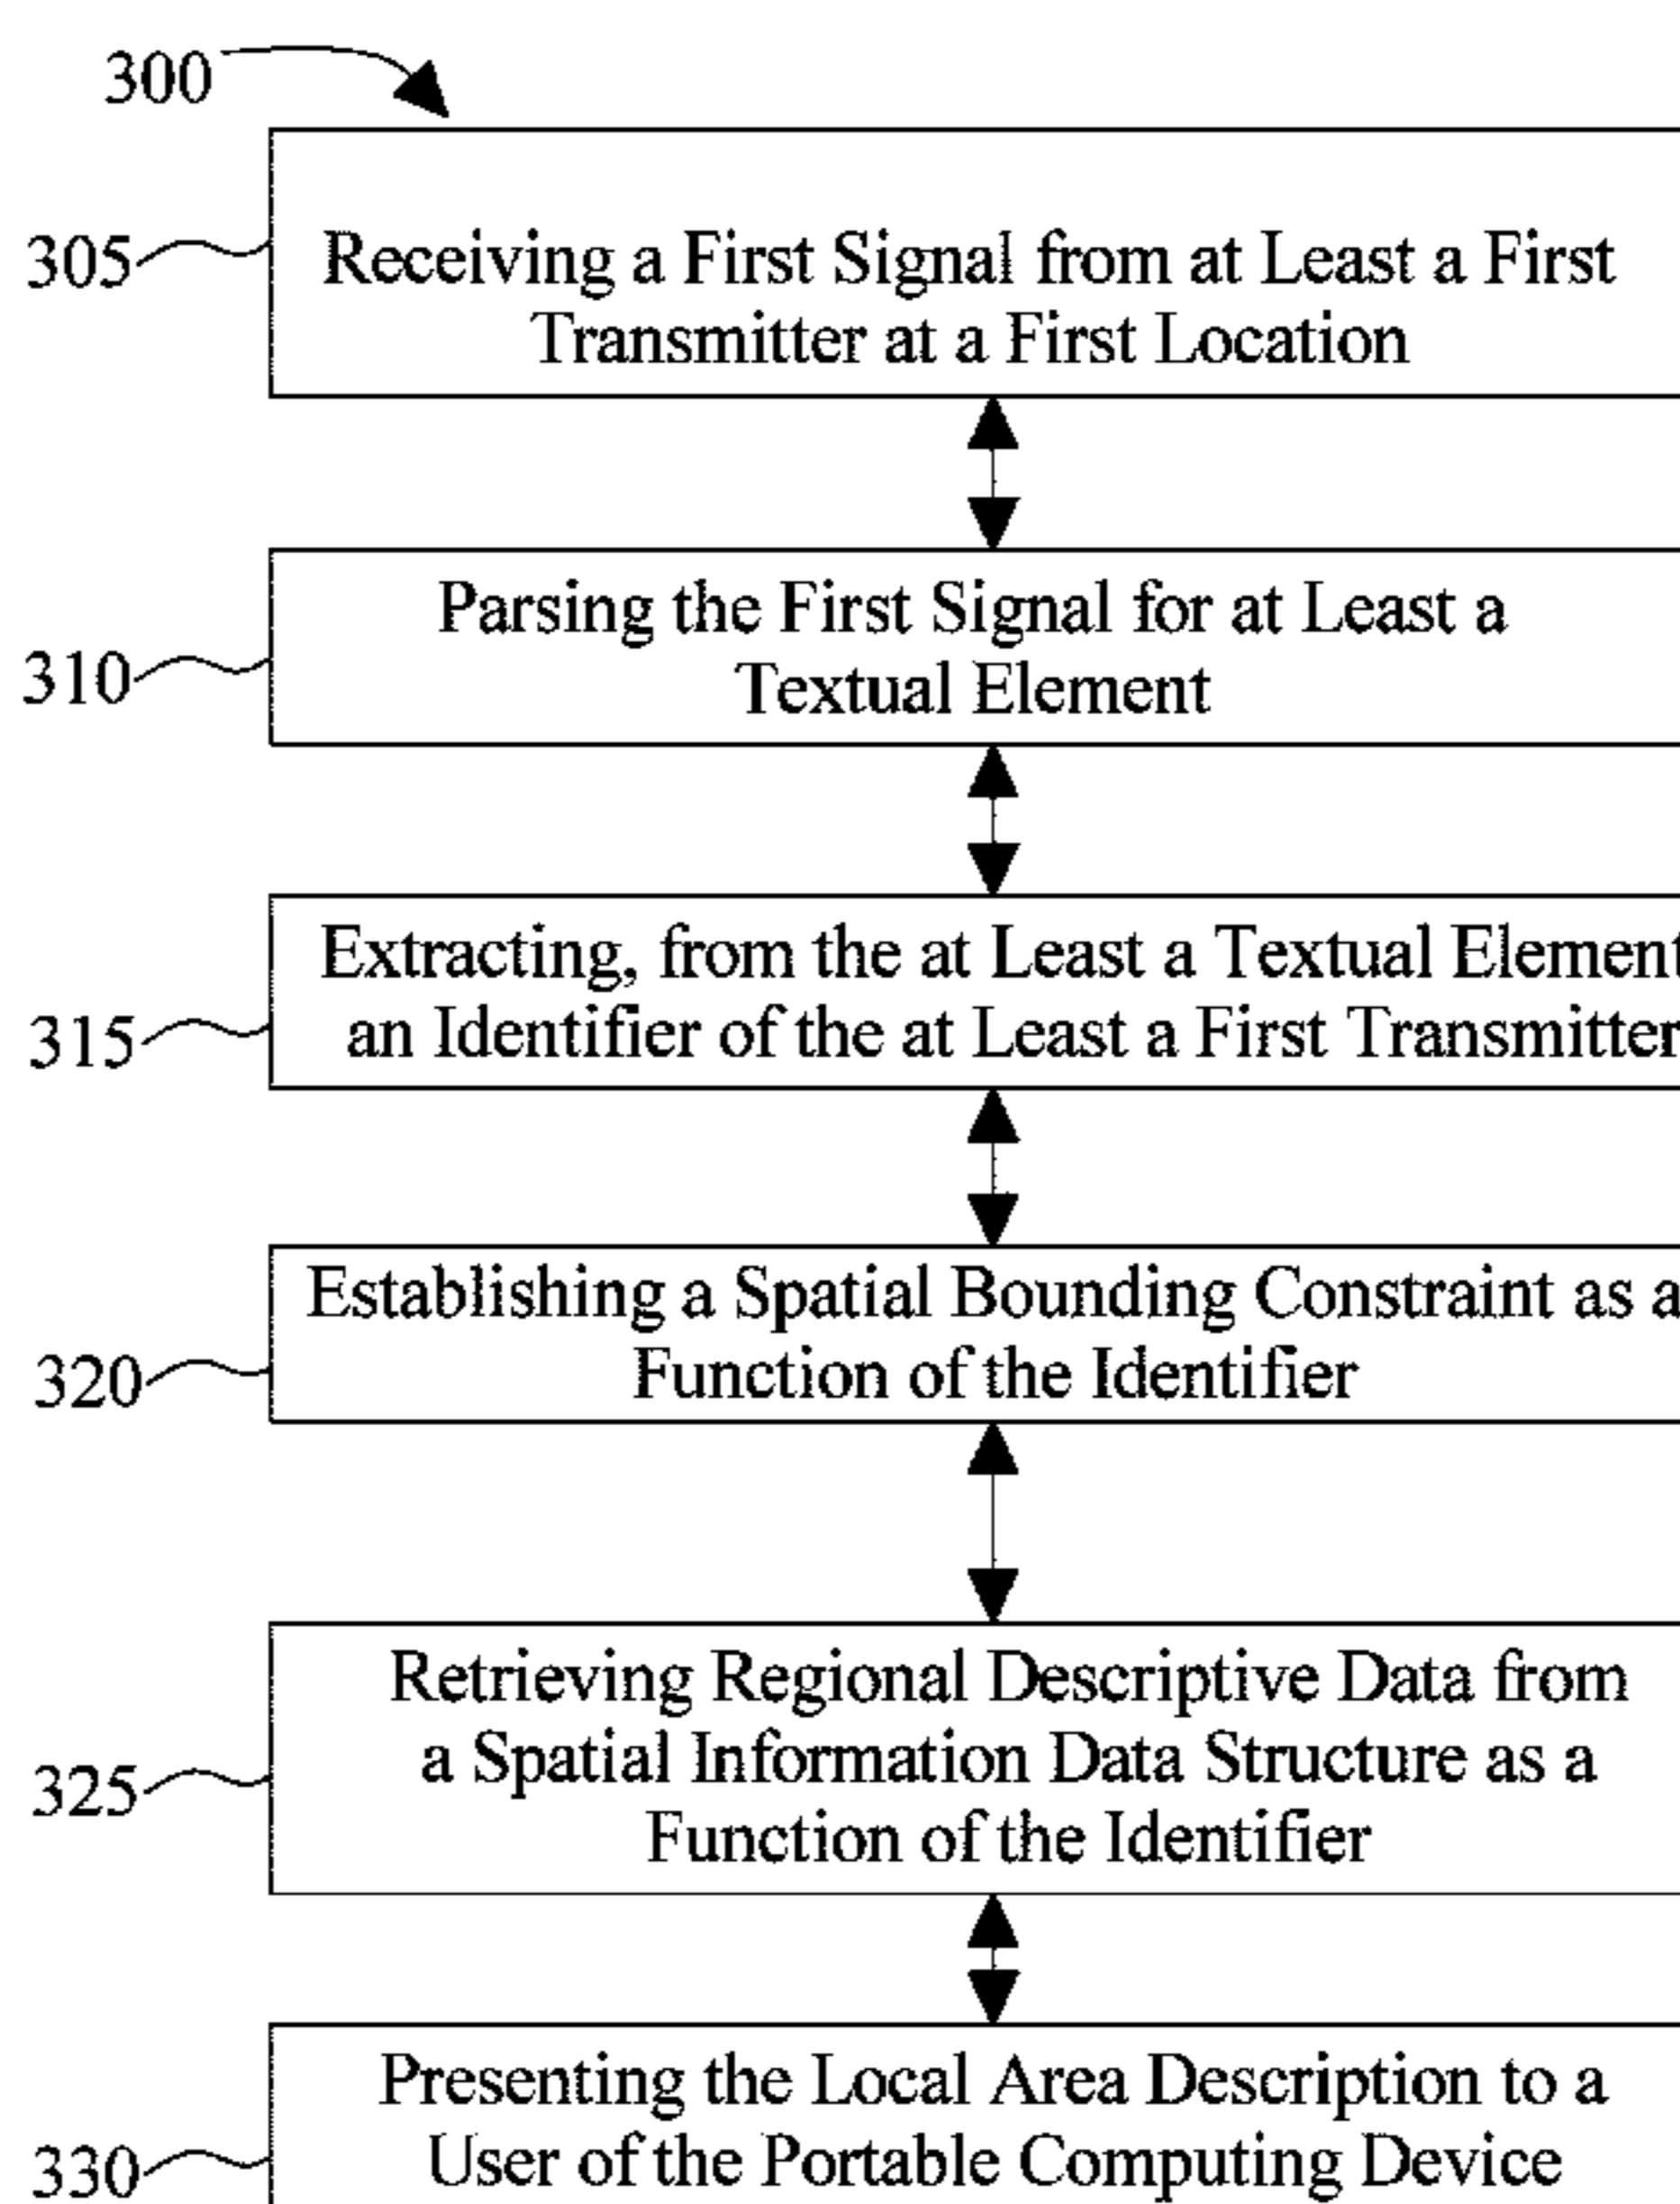 300
305
Receiving a First Signal from at Least a First
Transmitter at a First Location
310
Parsing the First Signal for at Least a
Textual Element
315
Extracting, from the at Least a Textual Element
an Identifier of the at Least a First Transmitter
320
Establishing a Spatial Bounding Constraint as a
Function of the Identifier
325
Retrieving Regional Descriptive Data from
a Spatial Information Data Structure as a
Function of the Identifier
330
Presenting the Local Area Description to a
User of the Portable Computing Device